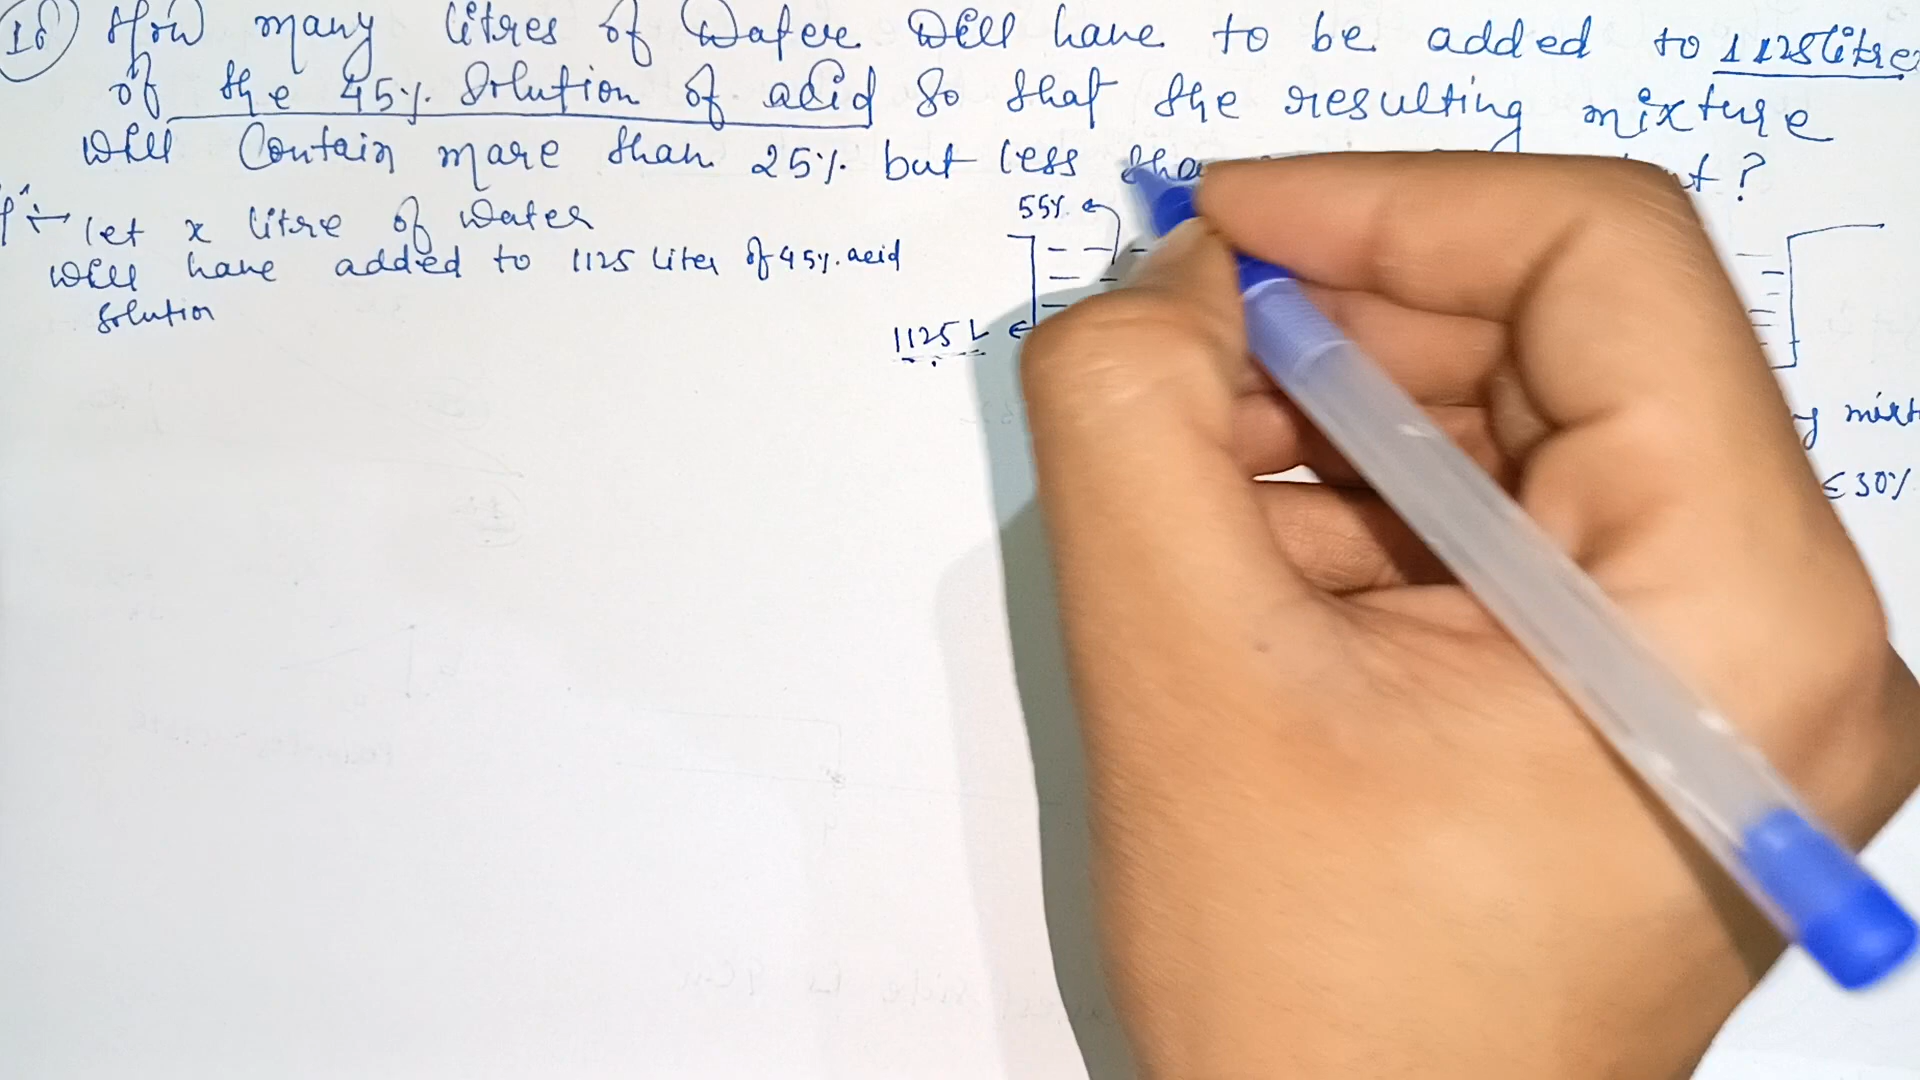 18 How many litres of water will have to be added to 1125 litre
of the 45% Solution of acid so that the resulting mixture
will Contain more than 25% but less tha
let x litre of water
will have added to 1125 liter of 45% acid
Solution
55%
1125 L
≤ 30%